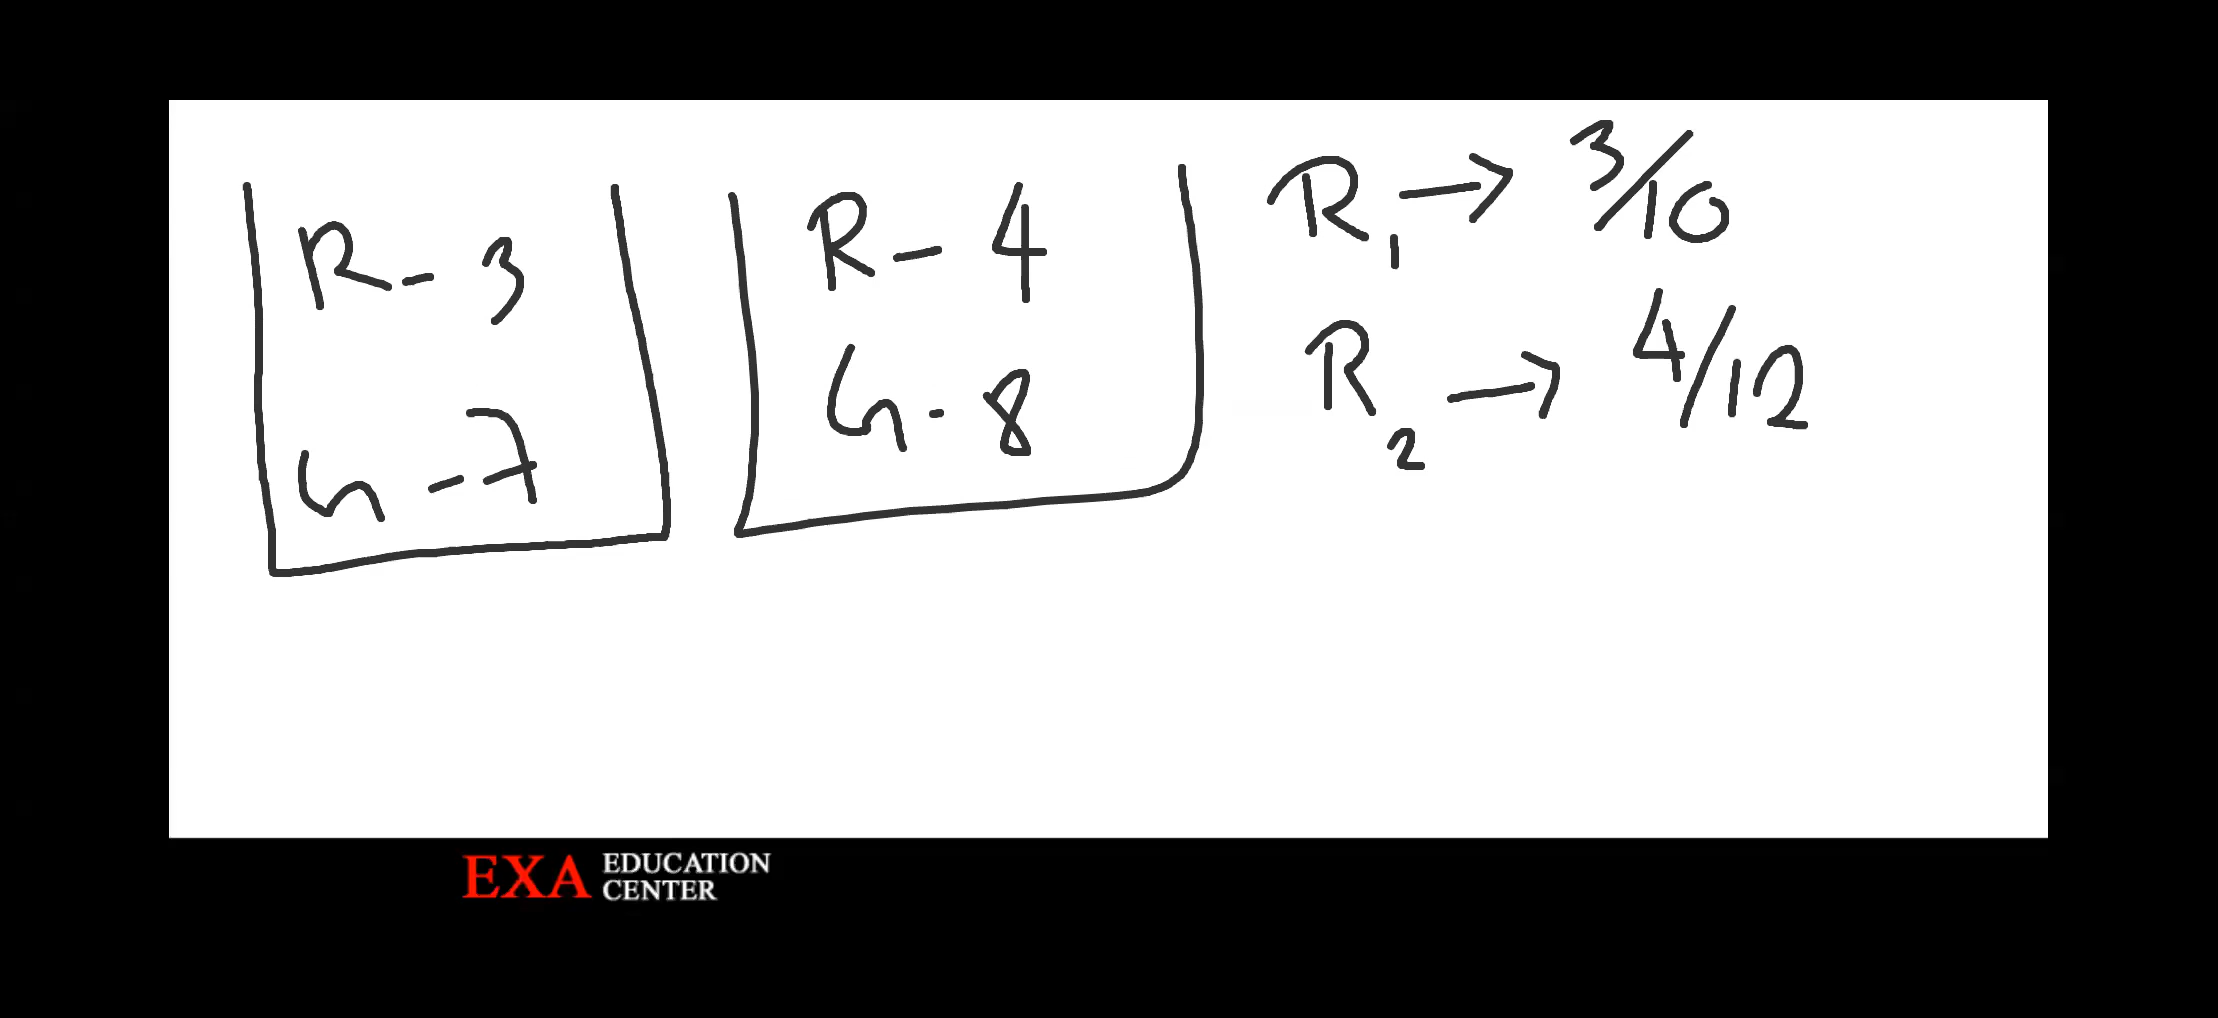 R - 3
G - 7
R - 4
G - 8
R₁ → 3/10
R₂ → 4/12
EXA EDUCATION
CENTER